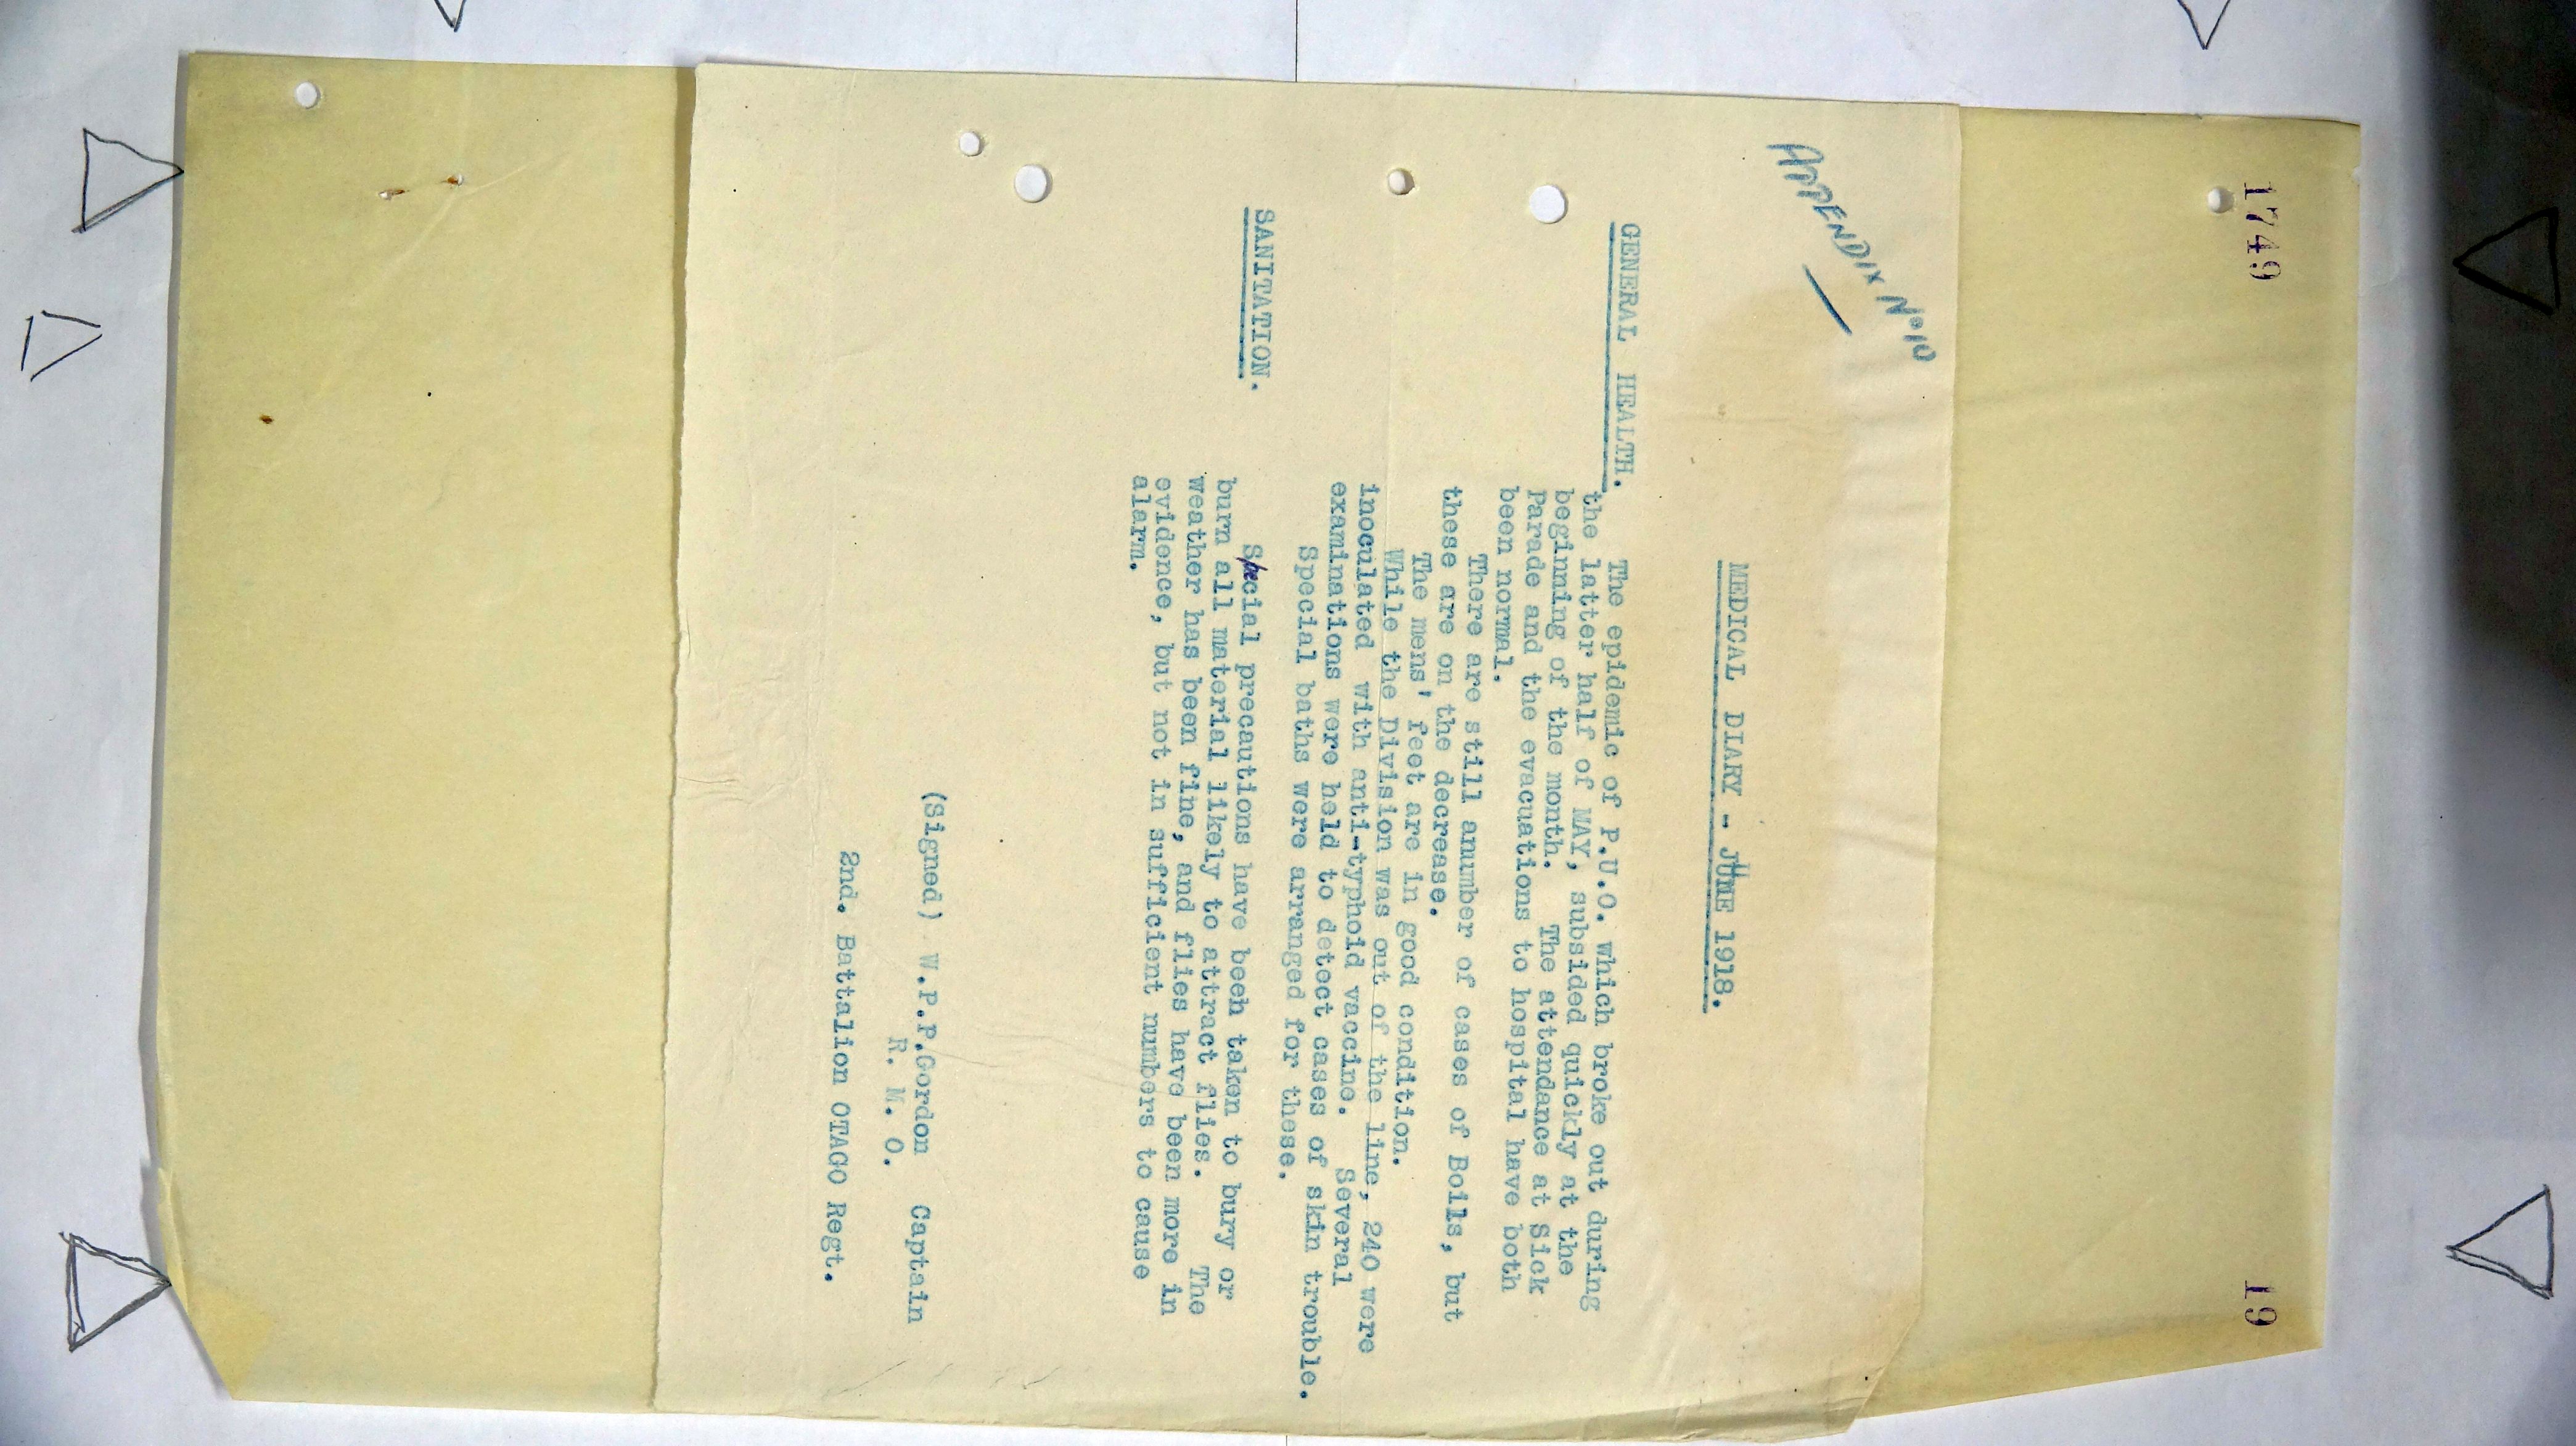 1749
19
APPENDIX Nº10
MEDICAL DIARY - JUNE 1918.
GENERAL HEALTH.
The epidemic of P.U.O. which broke out during
the latter half of MAY, subsided quickly at the
beginning of the month. The attendance at Sick
Parade and the evacuations to hospital have both
been normal.
There are still anumber of cases of Boils, but
these are on the decrease.
The mens' feet are in good condition.
While the Division was out of the line, 240 were
inoculated with anti-typhoid vaccine. Several
examinations were held to detect cases of skin trouble.
Special baths were arranged for these.
SANITATION.
Special precautions have beeh taken to bury or
burn all material likely to attract flies. The
weather has been fine, and flies have been more in
evidence, but not in sufficient numbers to cause
alarm.
(Signed) W.P.P.Gordon Captain
R. M. O.
2nd. Battalion OTAGO Regt.